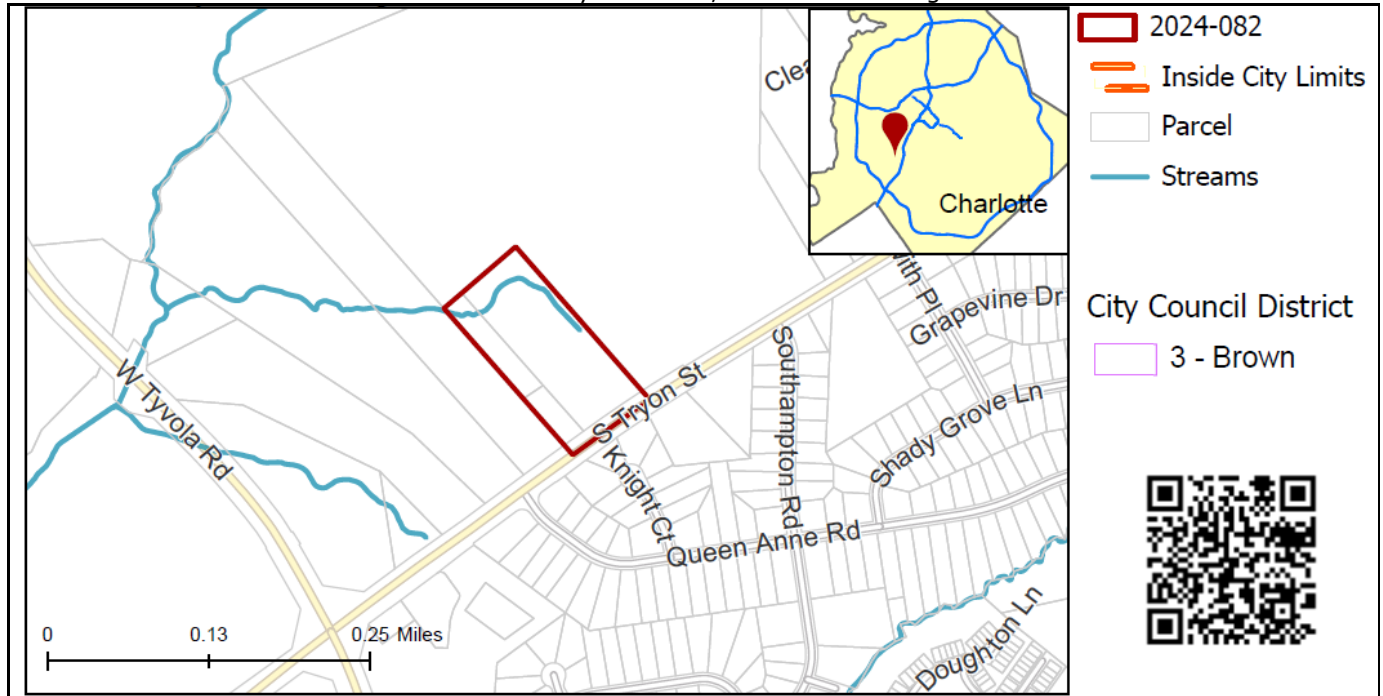 2024-082
Inside City Limits
Parcel
Streams
City Council District
3 - Brown
Charlotte
Grapevine Dr
Southampton Rd
S Tryon St
Shady Grove Ln
W Tyvola Rd
Knight Ct
Queen Anne Rd
Doughton Ln
0 0.13 0.25 Miles